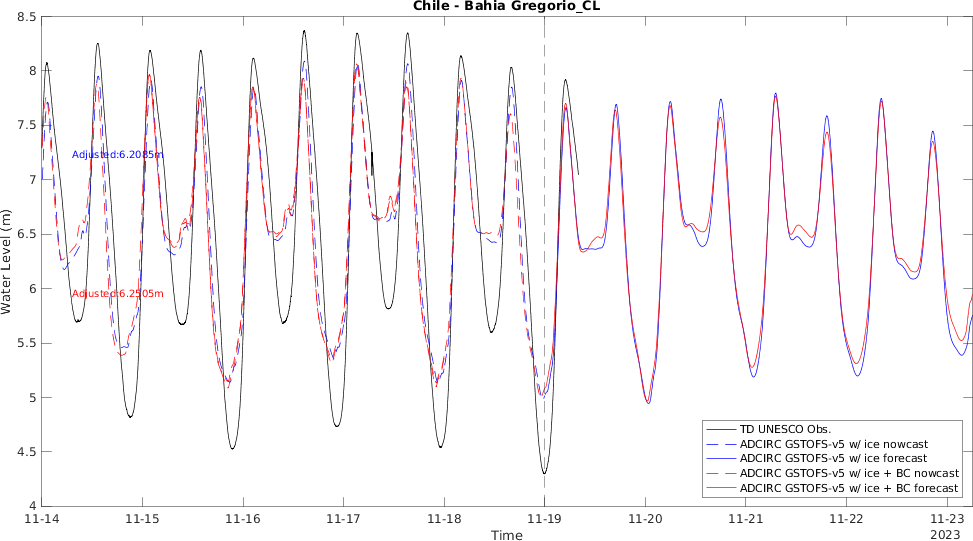 Chile - Bahia Gregorio_CL
8.5
8
7.5
7
6.5
6
5.5
5
4.5
4
Water Level (m)
Adjusted:6.2085m
Adjusted:6.2505m
TD UNESCO Obs.
ADCIRC GSTOFS-v5 w/ ice nowcast
ADCIRC GSTOFS-v5 w/ ice forecast
ADCIRC GSTOFS-v5 w/ ice + BC nowcast
ADCIRC GSTOFS-v5 w/ ice + BC forecast
11-14 11-15 11-16 11-17 11-18 11-19 11-20 11-21 11-22 11-23
2023
Time